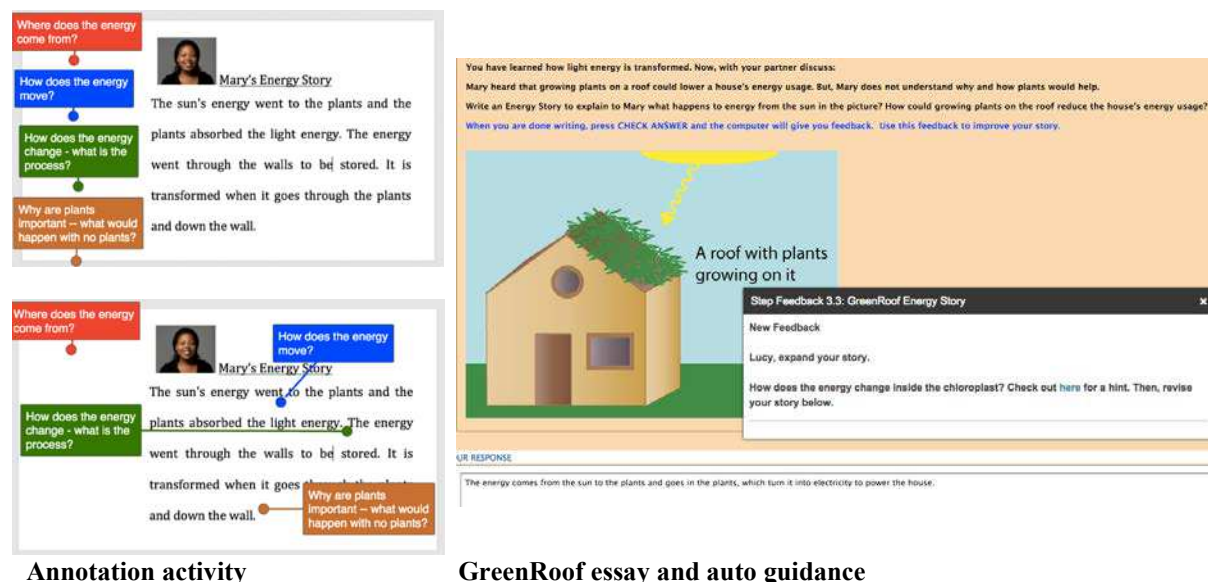 Where does the energy
come from?
How does the energy
move?
How does the energy
change - what is the
process?
Why are plants
important -- what would
happen with no plants?
Mary's Energy Story
The sun's energy went to the plants and the
plants absorbed the light energy. The energy
went through the walls to be stored. It is
transformed when it goes through the plants
and down the wall.
Where does the energy
come from?
How does the energy
move?
How does the energy
change - what is the
process?
Why are plants
important -- what would
happen with no plants?
Mary's Energy Story
The sun's energy went to the plants and the
plants absorbed the light energy. The energy
went through the walls to be stored. It is
transformed when it goes
and down the wall.
Annotation activity
You have learned how light energy is transformed. Now, with your partner discuss:
Mary heard that growing plants on a roof could lower a house's energy usage. But, Mary does not understand why and how plants would help.
Write an Energy Story to explain to Mary what happens to energy from the sun in the picture? How could growing plants on the roof reduce the house's energy usage?
When you are done writing, press CHECK ANSWER and the computer will give you feedback. Use this feedback to improve your story.
A roof with plants
growing on it
Step Feedback 3.3: GreenRoof Energy Story
x
New Feedback
Lucy, expand your story.
How does the energy change inside the chloroplast? Check out here for a hint. Then, revise
your story below.
UR RESPONSE
The energy comes from the sun to the plants and goes in the plants, which turn it into electricity to power the house.
GreenRoof essay and auto guidance